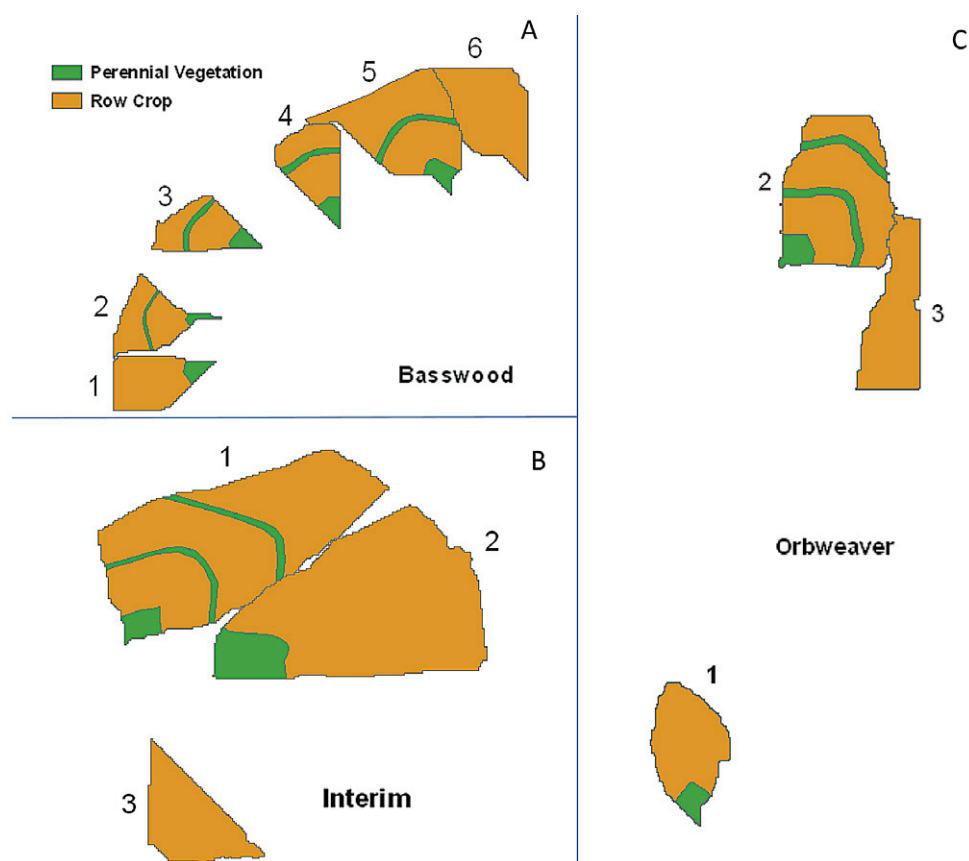 A
Perennial Vegetation
Row Crop
6
5
4
3
2
1
Basswood
B
1
2
3
Interim
C
2
3
Orbweaver
1